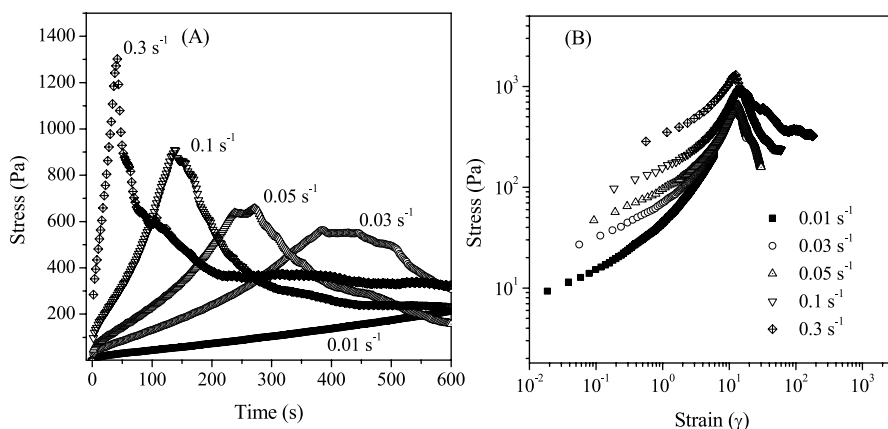 (A)
1400
1200
1000
800
600
400
200
0.3 s⁻¹
0.1 s⁻¹
0.05 s⁻¹
0.03 s⁻¹
0.01 s⁻¹
0 100 200 300 400 500 600
Stress (Pa)
Time (s)
(B)
10³
10²
10¹
0.01 s⁻¹
0.03 s⁻¹
0.05 s⁻¹
0.1 s⁻¹
0.3 s⁻¹
10⁻² 10⁻¹ 10⁰ 10¹ 10² 10³
Stress (Pa)
Strain (γ)